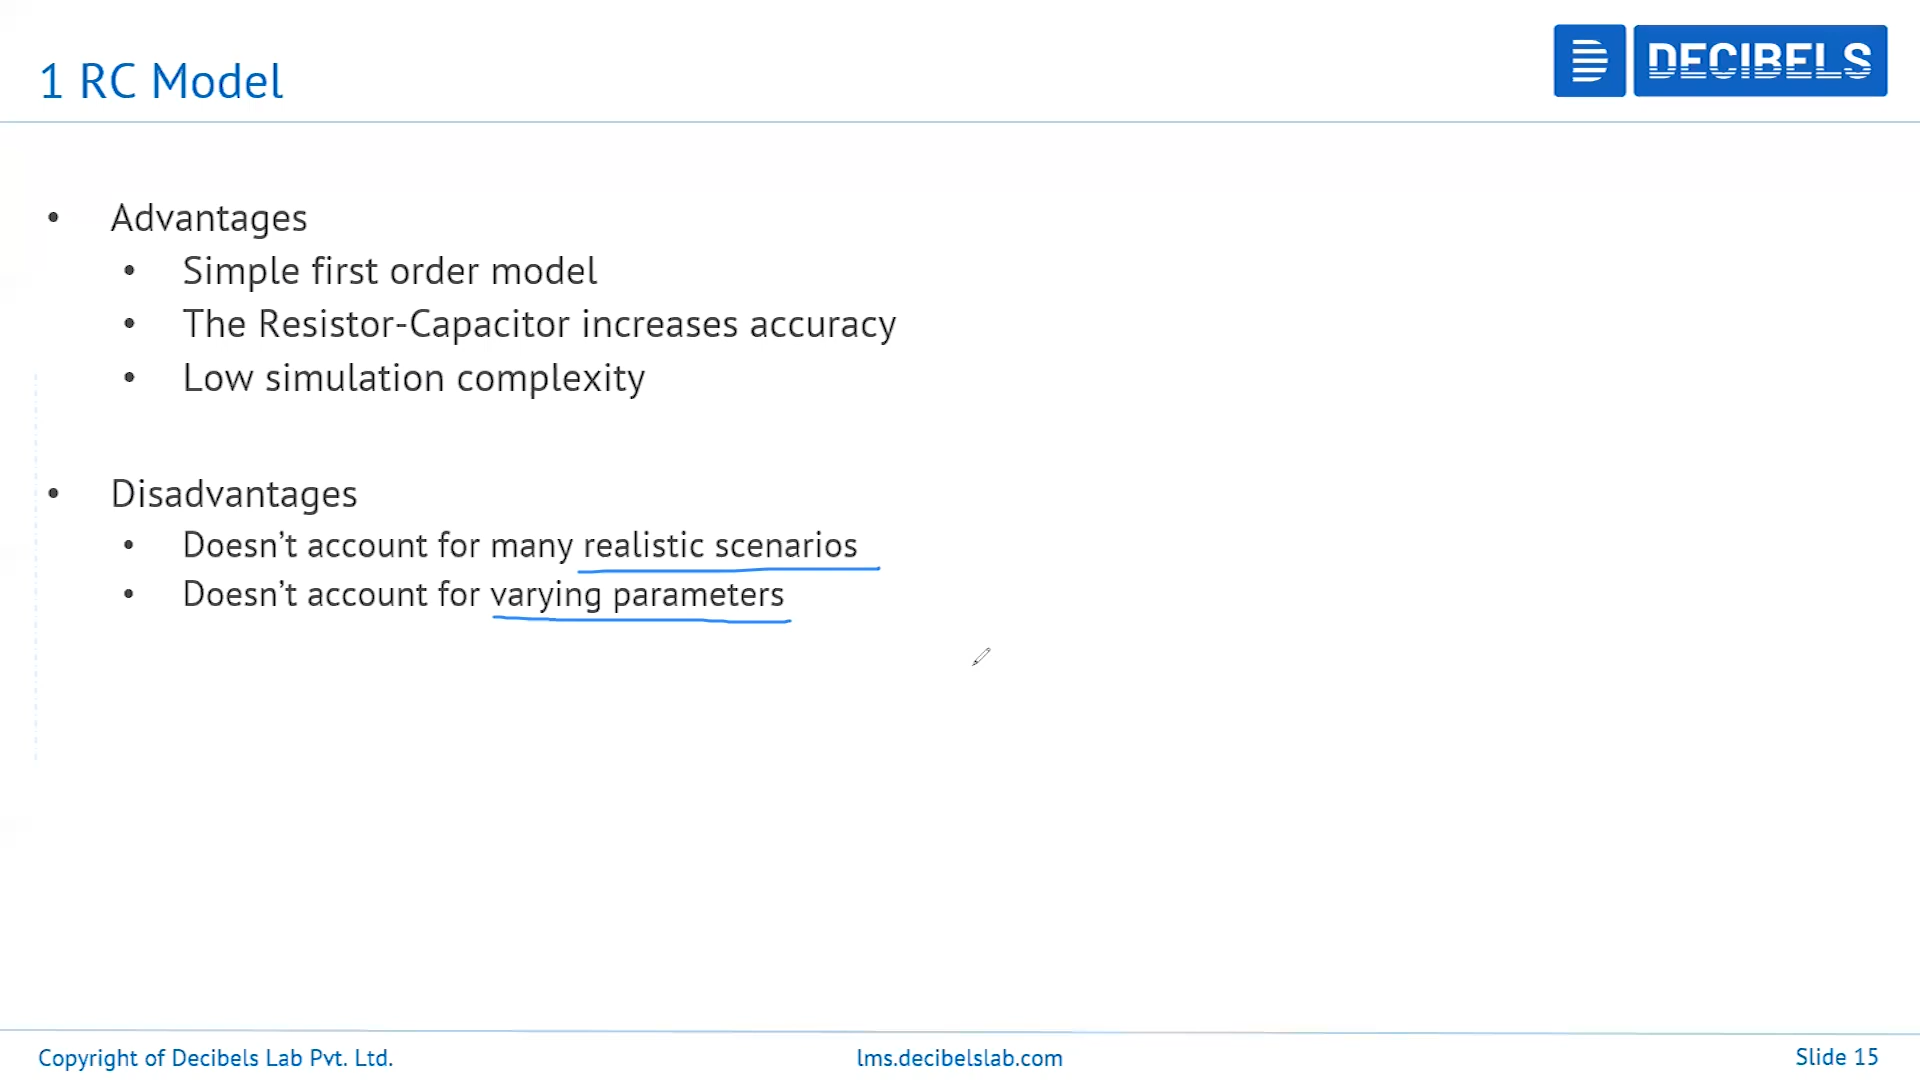 1 RC Model
DECIBELS
• Advantages
• Simple first order model
• The Resistor-Capacitor increases accuracy
• Low simulation complexity
• Disadvantages
• Doesn’t account for many realistic scenarios
• Doesn’t account for varying parameters
Copyright of Decibels Lab Pvt. Ltd.
lms.decibelslab.com
Slide 15